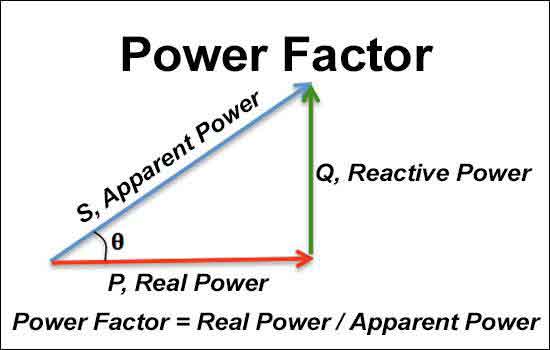 Power Factor
S, Apparent Power
Q, Reactive Power
θ
P, Real Power
Power Factor = Real Power / Apparent Power